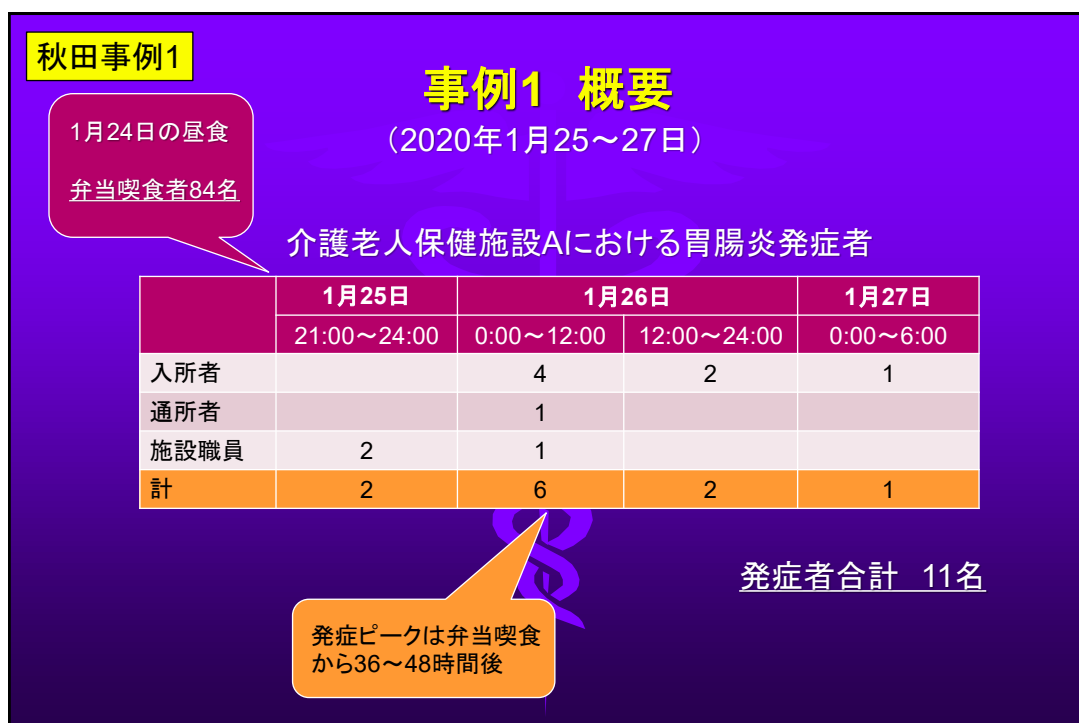 秋田事例1
事例1 概要
（2020年1月25～27日）
1月24日の昼食
弁当喫食者84名
介護老人保健施設Aにおける胃腸炎発症者
1月25日 1月26日 1月27日
21:00～24:00 0:00～12:00 12:00～24:00 0:00～6:00
入所者 4 2 1
通所者 1
施設職員 2 1
計 2 6 2 1
発症者合計 11名
発症ピークは弁当喫食
から36～48時間後